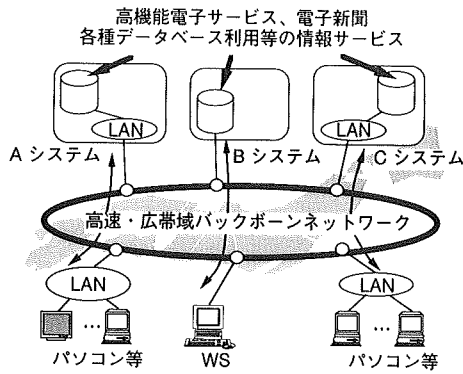 高機能電子サービス、電子新聞
各種データベース利用等の情報サービス
LAN
LAN
Aシステム
Bシステム
Cシステム
高速・広帯域バックボーンネットワーク
LAN
LAN
…
…
パソコン等
WS
パソコン等